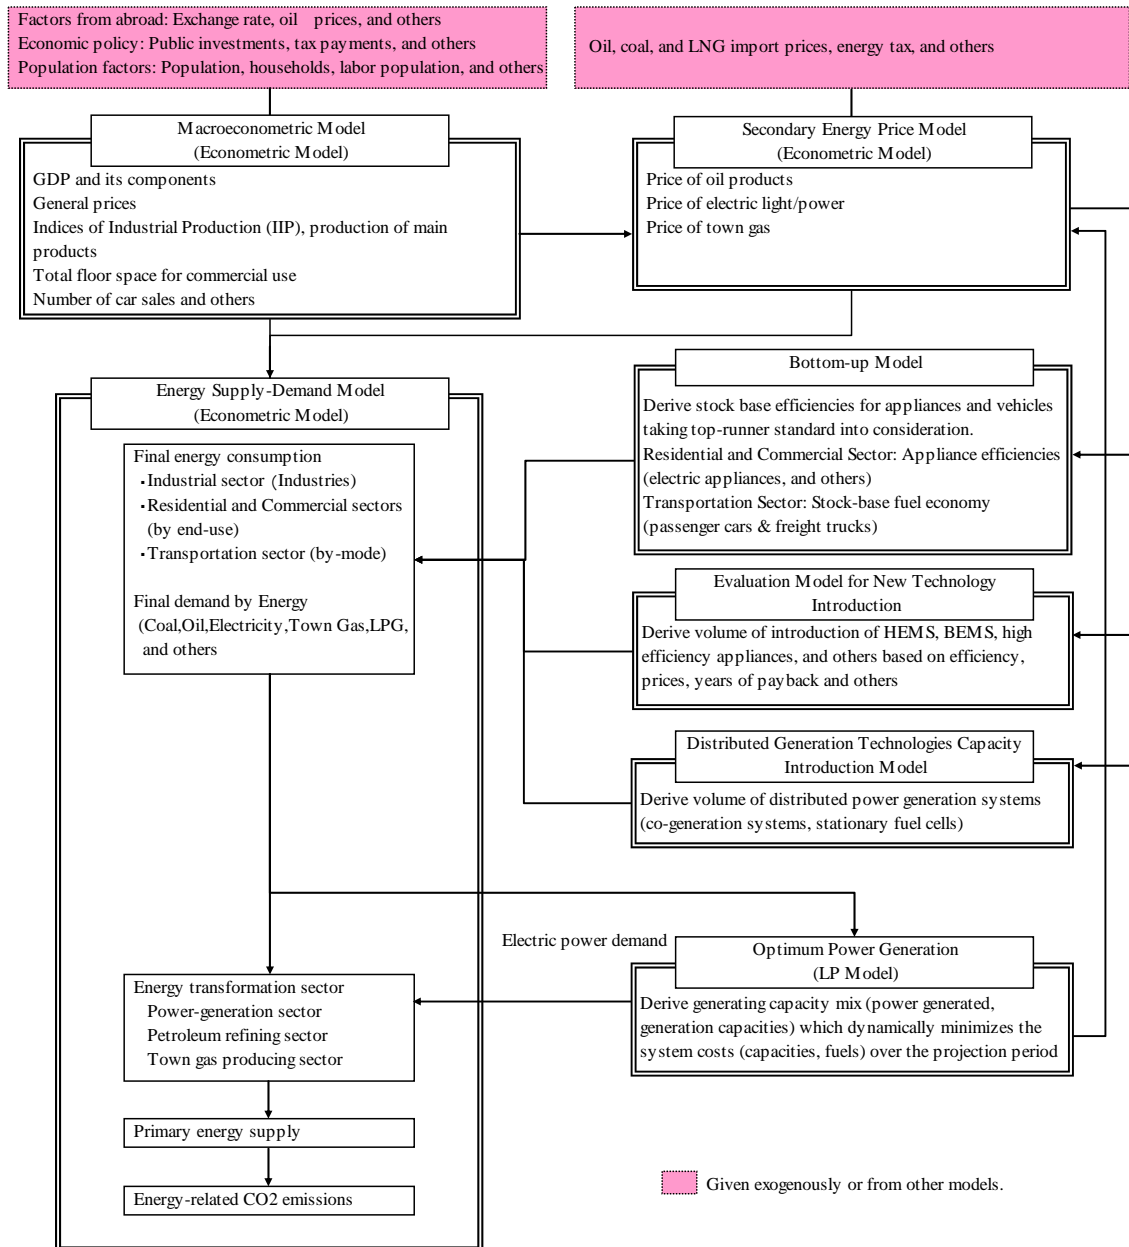 Factors from abroad: Exchange rate, oil prices, and others
Economic policy: Public investments, tax payments, and others
Population factors: Population, households, labor population, and others
Oil, coal, and LNG import prices, energy tax, and others
Macroeconometric Model
(Econometric Model)
GDP and its components
General prices
Indices of Industrial Production (IIP), production of main
products
Total floor space for commercial use
Number of car sales and others
Secondary Energy Price Model
(Econometric Model)
Price of oil products
Price of electric light/power
Price of town gas
Energy Supply-Demand Model
(Econometric Model)
Final energy consumption
・Industrial sector (Industries)
・Residential and Commercial sectors
(by end-use)
・Transportation sector (by-mode)
Final demand by Energy
(Coal,Oil,Electricity,Town Gas,LPG,
and others
Bottom-up Model
Derive stock base efficiencies for appliances and vehicles
taking top-runner standard into consideration.
Residential and Commercial Sector: Appliance efficiencies
(electric appliances, and others)
Transportation Sector: Stock-base fuel economy
(passenger cars & freight trucks)
Evaluation Model for New Technology
Introduction
Derive volume of introduction of HEMS, BEMS, high
efficiency appliances, and others based on efficiency,
prices, years of payback and others
Distributed Generation Technologies Capacity
Introduction Model
Derive volume of distributed power generation systems
(co-generation systems, stationary fuel cells)
Electric power demand
Optimum Power Generation
(LP Model)
Derive generating capacity mix (power generated,
generation capacities) which dynamically minimizes the
system costs (capacities, fuels) over the projection period
Energy transformation sector
Power-generation sector
Petroleum refining sector
Town gas producing sector
Primary energy supply
Energy-related CO2 emissions
Given exogenously or from other models.